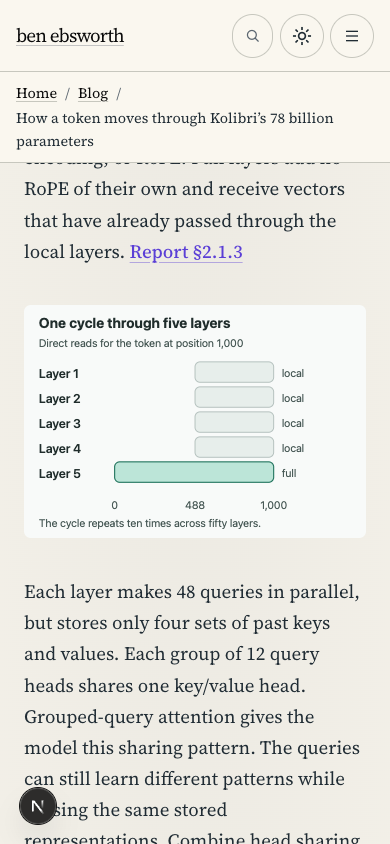 ben ebsworth
Home / Blog /
How a token moves through Kolibri’s 78 billion
parameters
RoPE of their own and receive vectors
that have already passed through the
local layers. Report §2.1.3
One cycle through five layers
Direct reads for the token at position 1,000
Layer 1 local
Layer 2 local
Layer 3 local
Layer 4 local
Layer 5 full
0 488 1,000
The cycle repeats ten times across fifty layers.
Each layer makes 48 queries in parallel,
but stores only four sets of past keys
and values. Each group of 12 query
heads shares one key/value head.
Grouped-query attention gives the
model this sharing pattern. The queries
can still learn different patterns while
N sing the same stored
representations. Combine head sharing